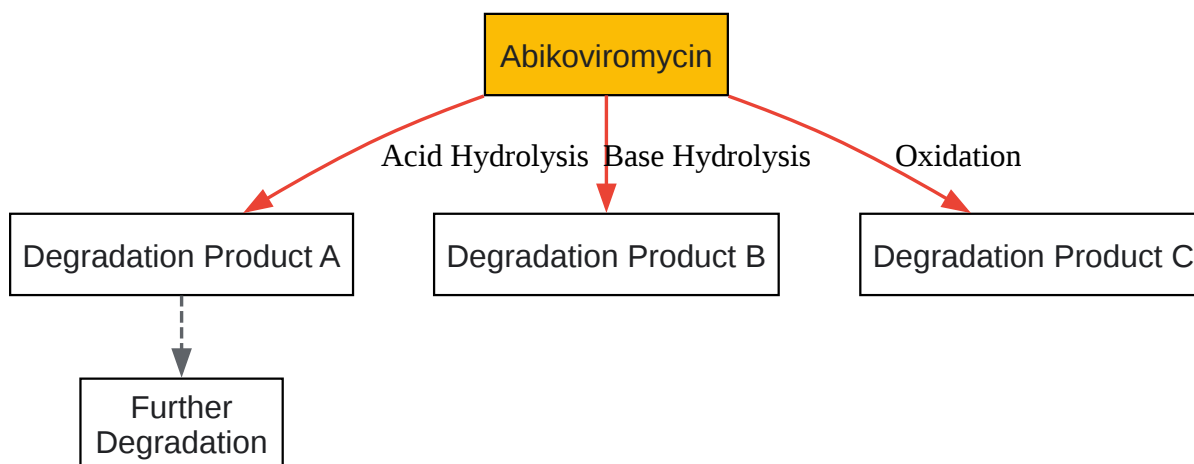 Abikoviromycin
Acid Hydrolysis
Base Hydrolysis
Oxidation
Degradation Product A
Degradation Product B
Degradation Product C
Further
Degradation